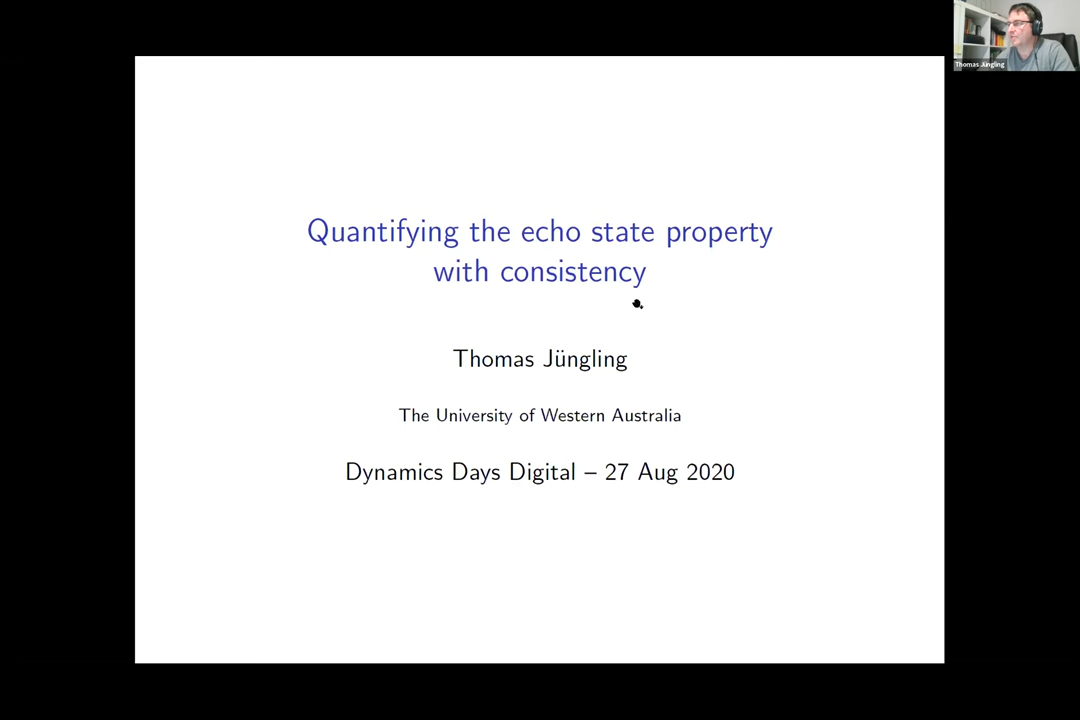 Thomas Jüngling
Quantifying the echo state property
with consistency
Thomas Jüngling
The University of Western Australia
Dynamics Days Digital – 27 Aug 2020